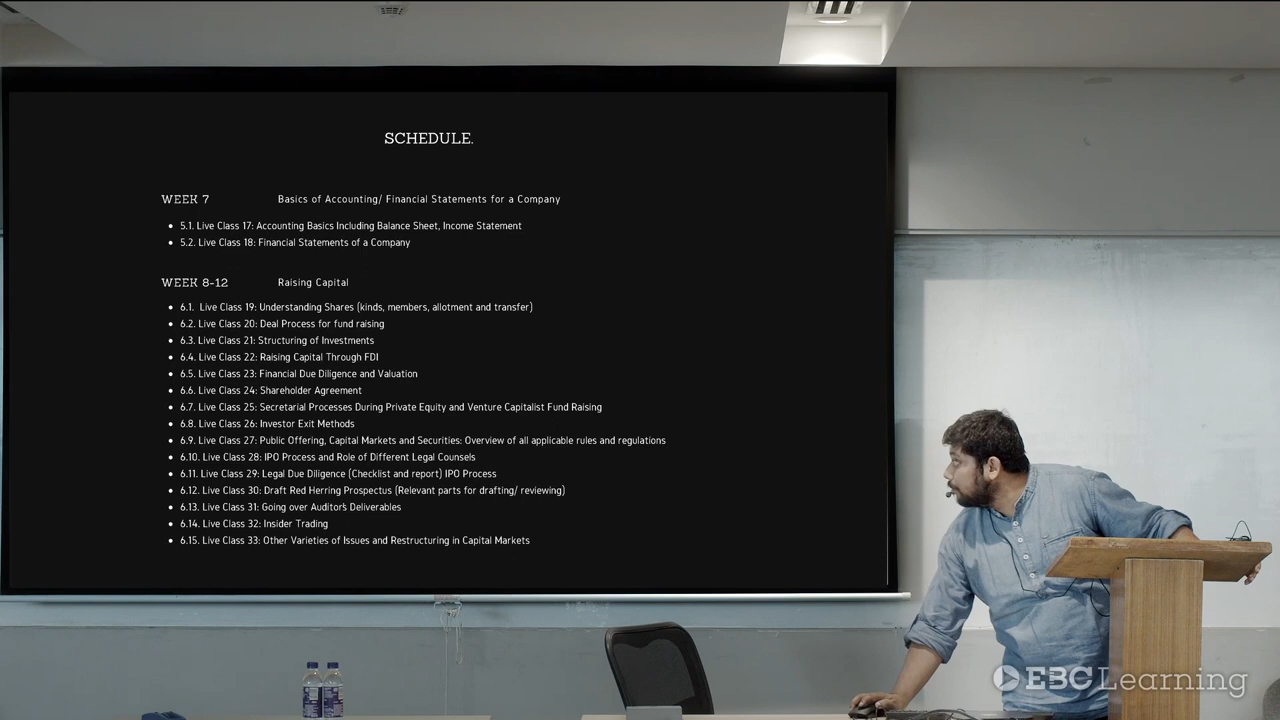 SCHEDULE.
WEEK 7 Basics of Accounting/ Financial Statements for a Company
5.1. Live Class 17: Accounting Basics Including Balance Sheet, Income Statement
5.2. Live Class 18: Financial Statements of a Company
WEEK 8-12 Raising Capital
6.1. Live Class 19: Understanding Shares (kinds, members, allotment and transfer)
6.2. Live Class 20: Deal Process for fund raising
6.3. Live Class 21: Structuring of Investments
6.4. Live Class 22: Raising Capital Through FDI
6.5. Live Class 23: Financial Due Diligence and Valuation
6.6. Live Class 24: Shareholder Agreement
6.7. Live Class 25: Secretarial Processes During Private Equity and Venture Capitalist Fund Raising
6.8. Live Class 26: Investor Exit Methods
6.9. Live Class 27: Public Offering, Capital Markets and Securities: Overview of all applicable rules and regulations
6.10. Live Class 28: IPO Process and Role of Different Legal Counsels
6.11. Live Class 29: Legal Due Diligence (Checklist and report) IPO Process
6.12. Live Class 30: Draft Red Herring Prospectus (Relevant parts for drafting/ reviewing)
6.13. Live Class 31: Going over Auditor's Deliverables
6.14. Live Class 32: Insider Trading
6.15. Live Class 33: Other Varieties of Issues and Restructuring in Capital Markets
EBC Learning